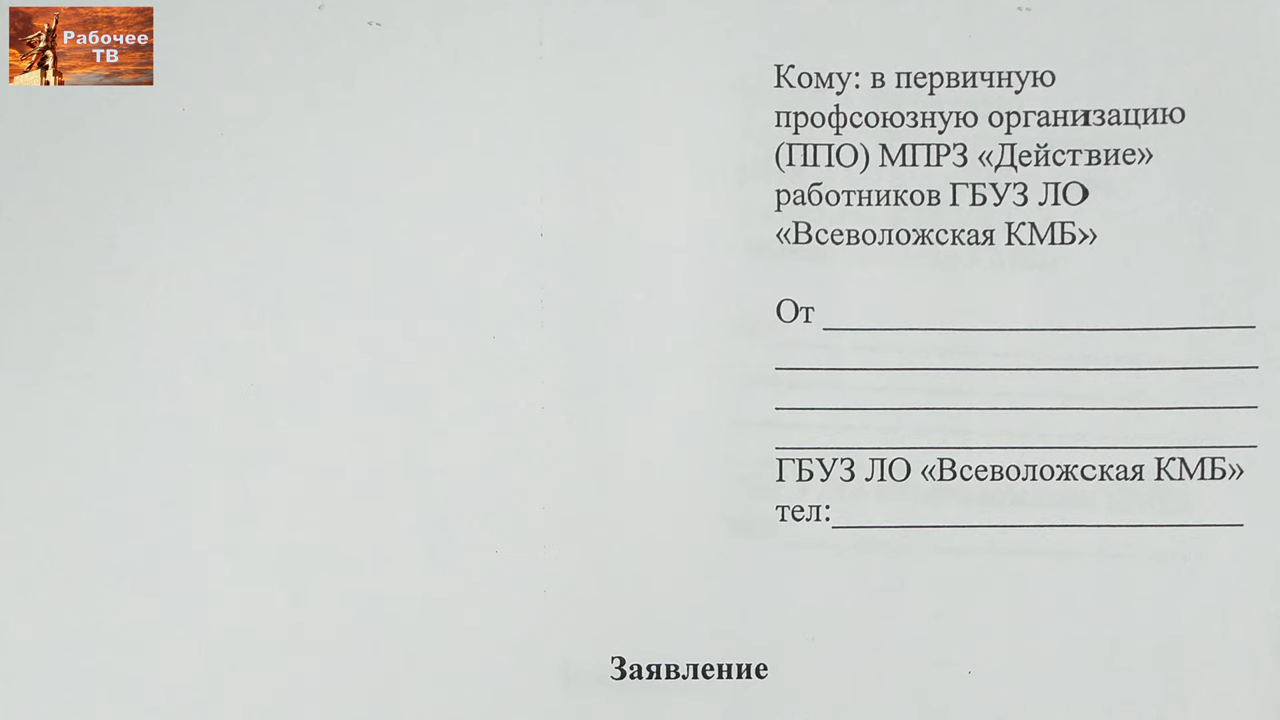 Рабочее
ТВ
Кому: в первичную
профсоюзную организацию
(ППО) МПРЗ «Действие»
работников ГБУЗ ЛО
«Всеволожская КМБ»
От
ГБУЗ ЛО «Всеволожская КМБ»
тел:
Заявление